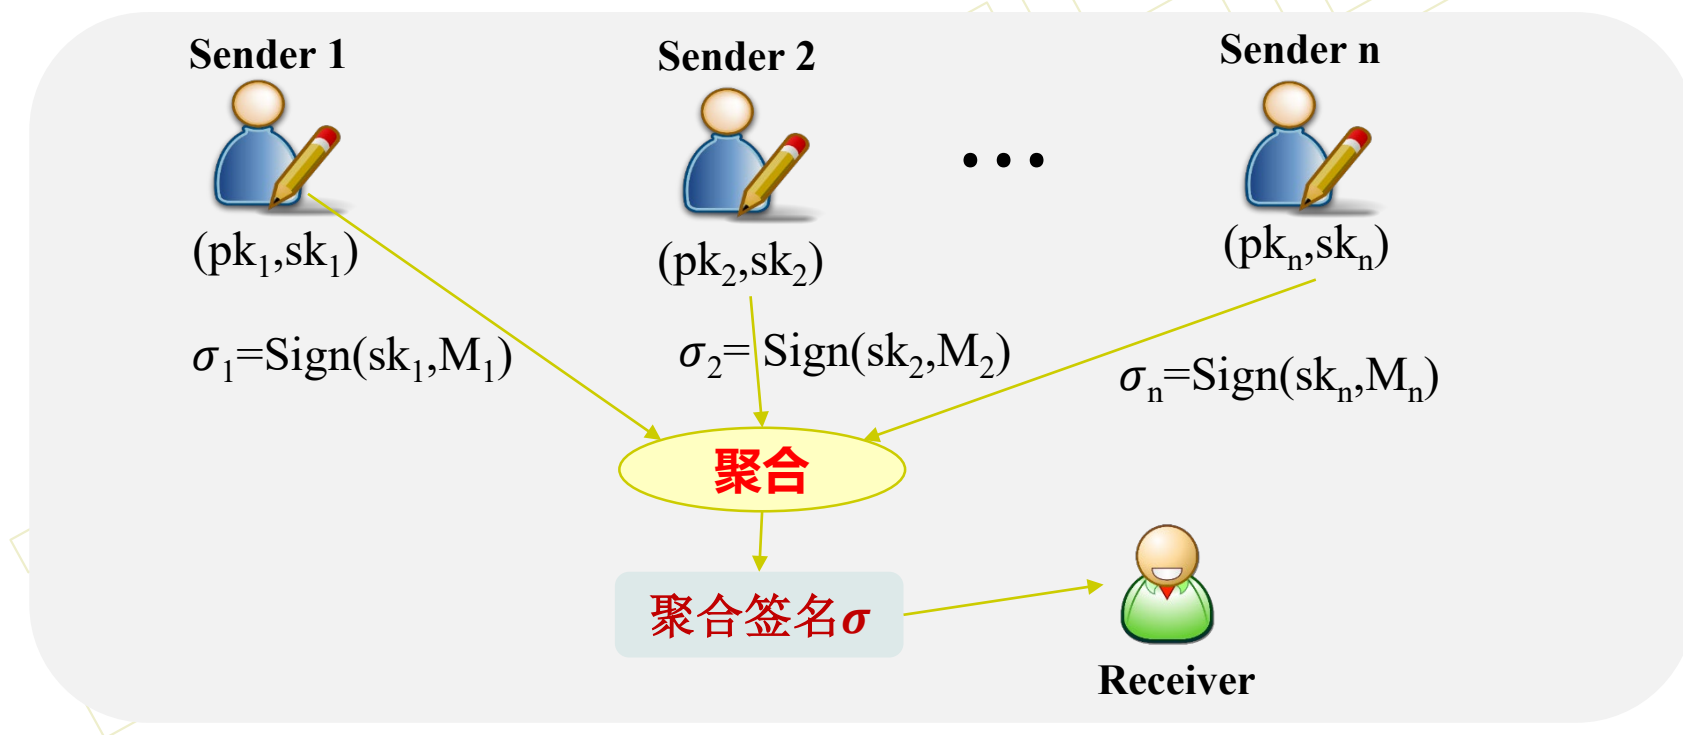 Sender 1
Sender 2
Sender n
...
(pk₁,sk₁)
(pk₂,sk₂)
(pkₙ,skₙ)
σ₁=Sign(sk₁,M₁)
σ₂= Sign(sk₂,M₂)
σₙ=Sign(skₙ,Mₙ)
聚合
聚合签名σ
Receiver